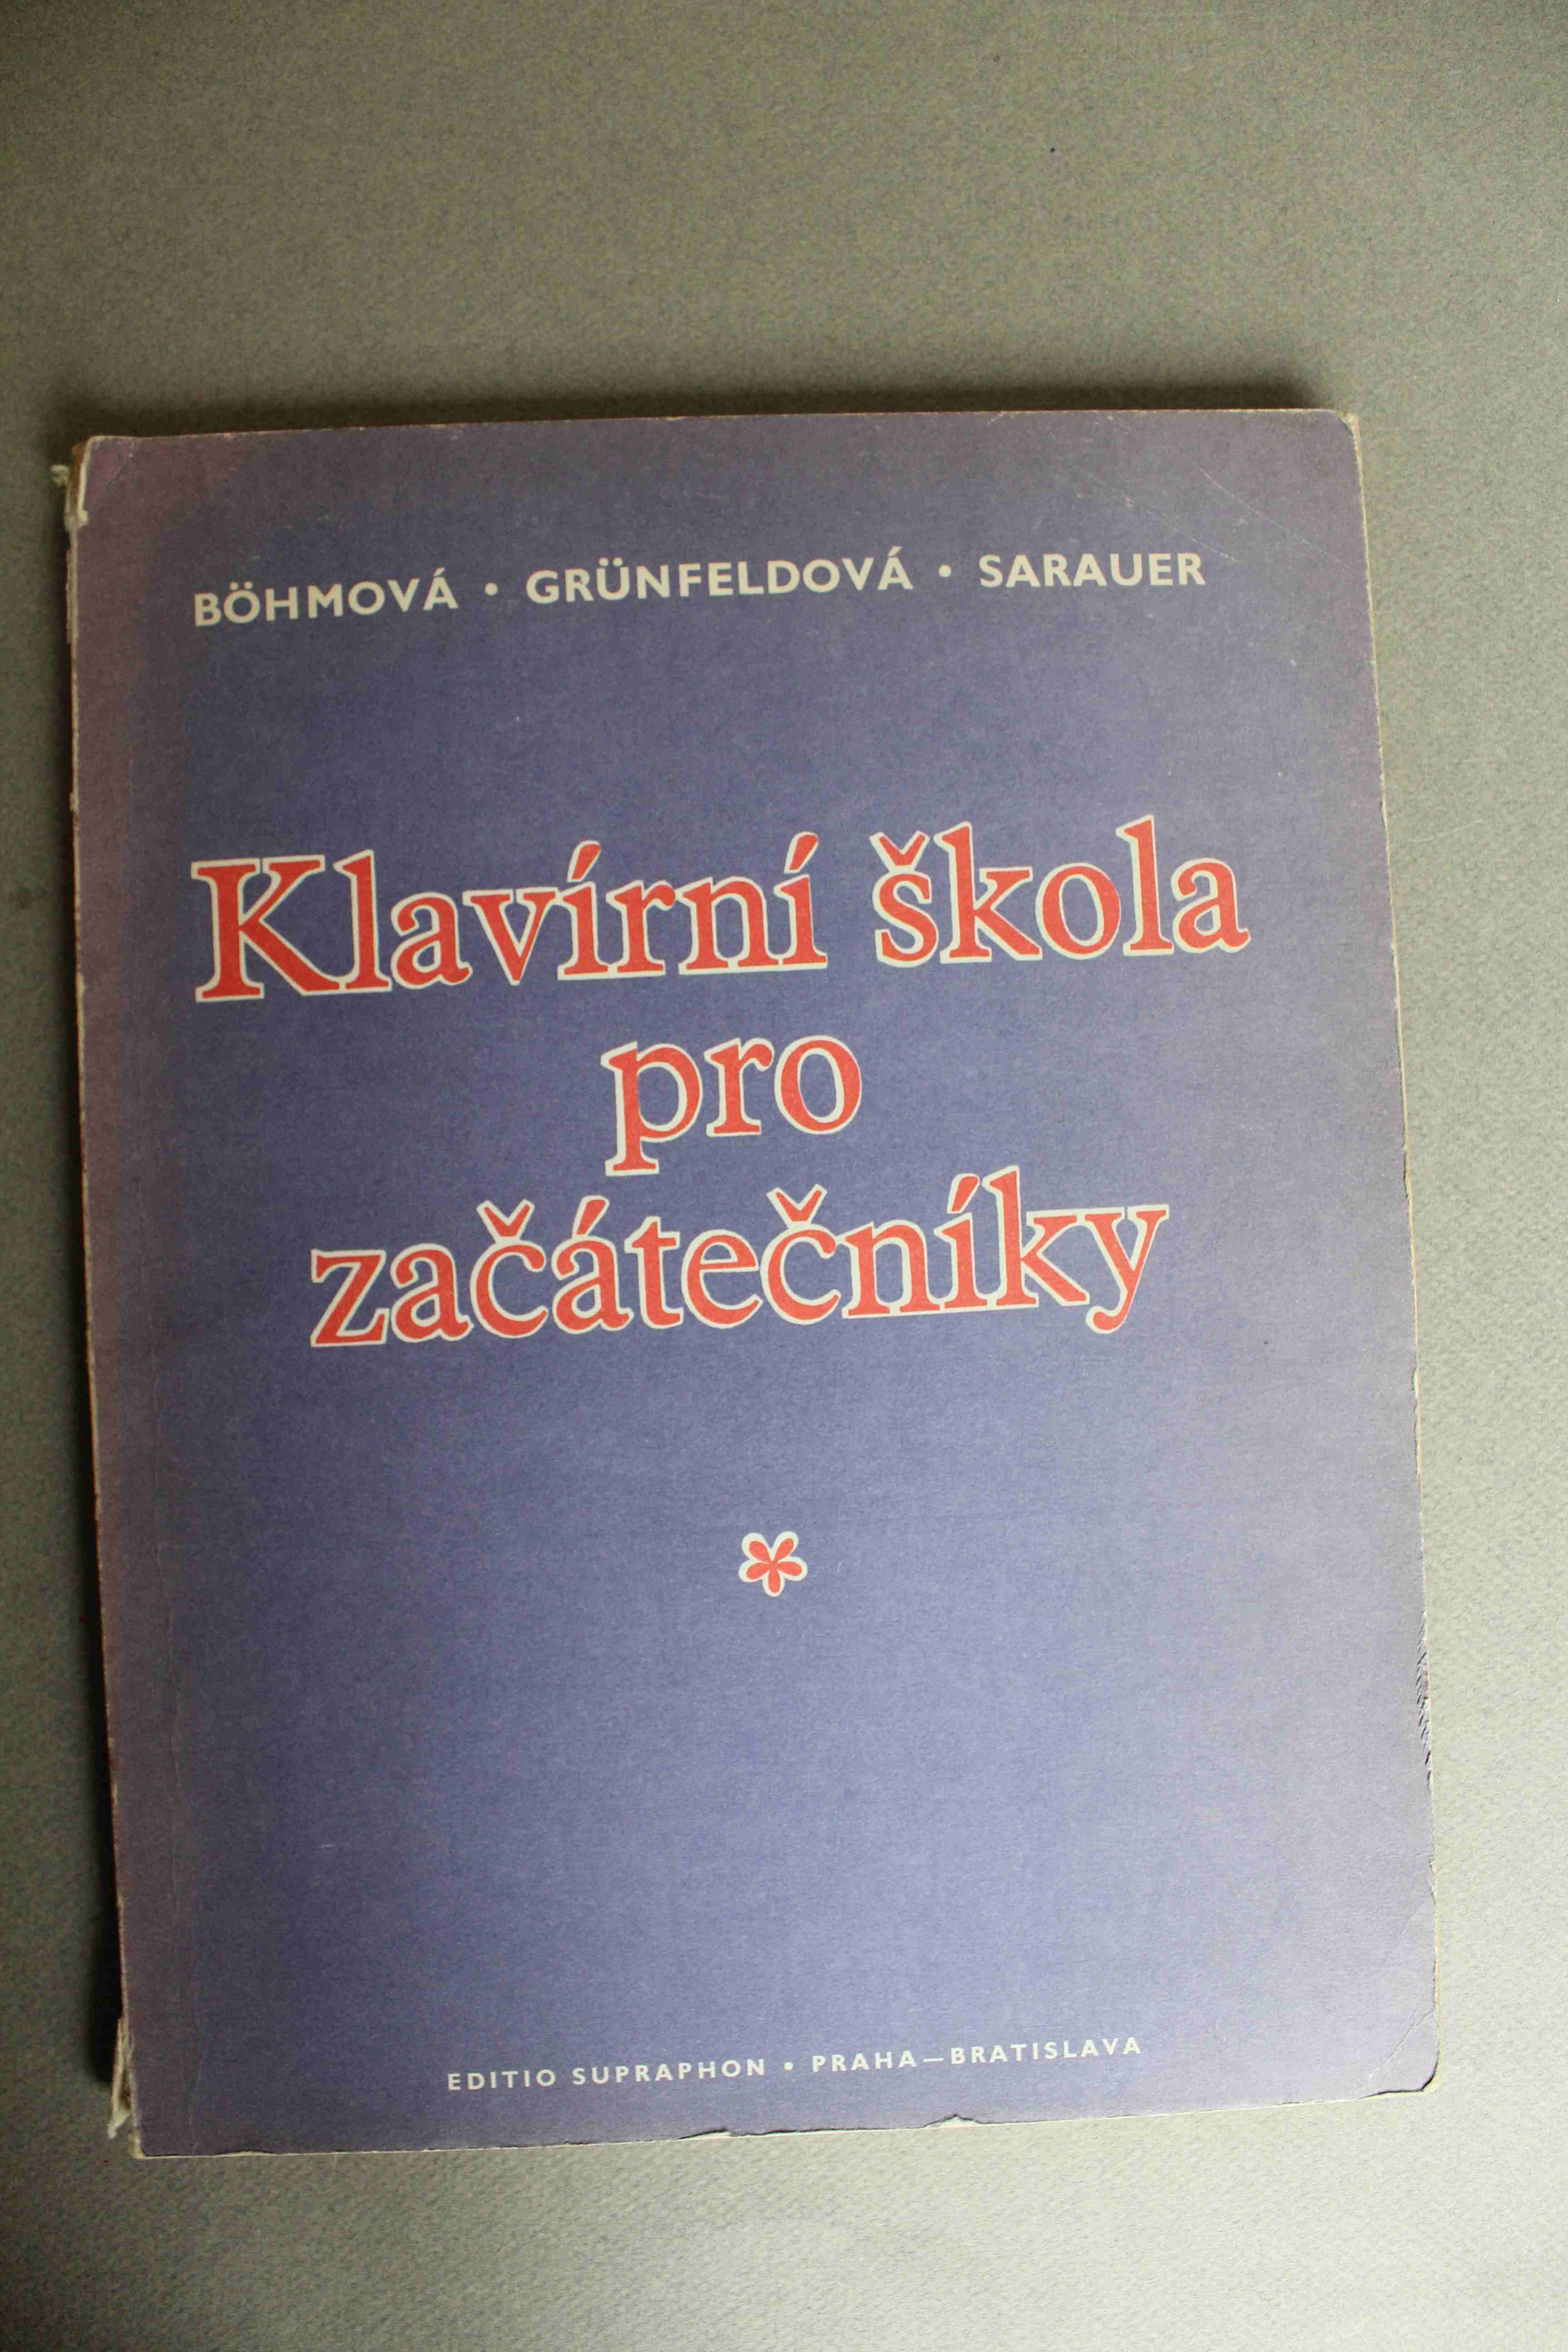 BÖHMOVÁ • GRÜNFELDOVÁ • SARAUER
Klavírní škola
pro
začátečníky
EDITIO SUPRAPHON • PRAHA—BRATISLAVA